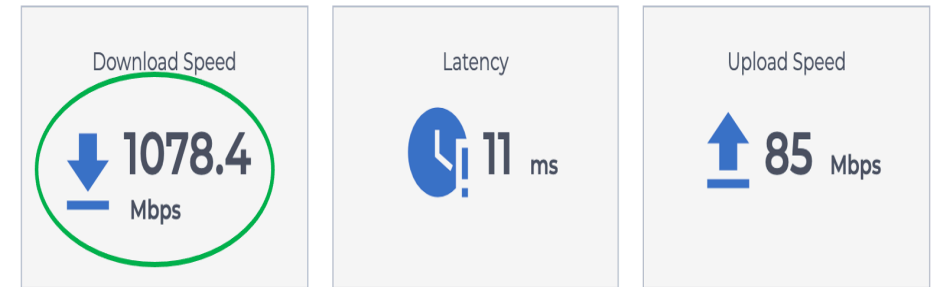 Download Speed
1078.4
Mbps
Latency
11 ms
Upload Speed
85 Mbps